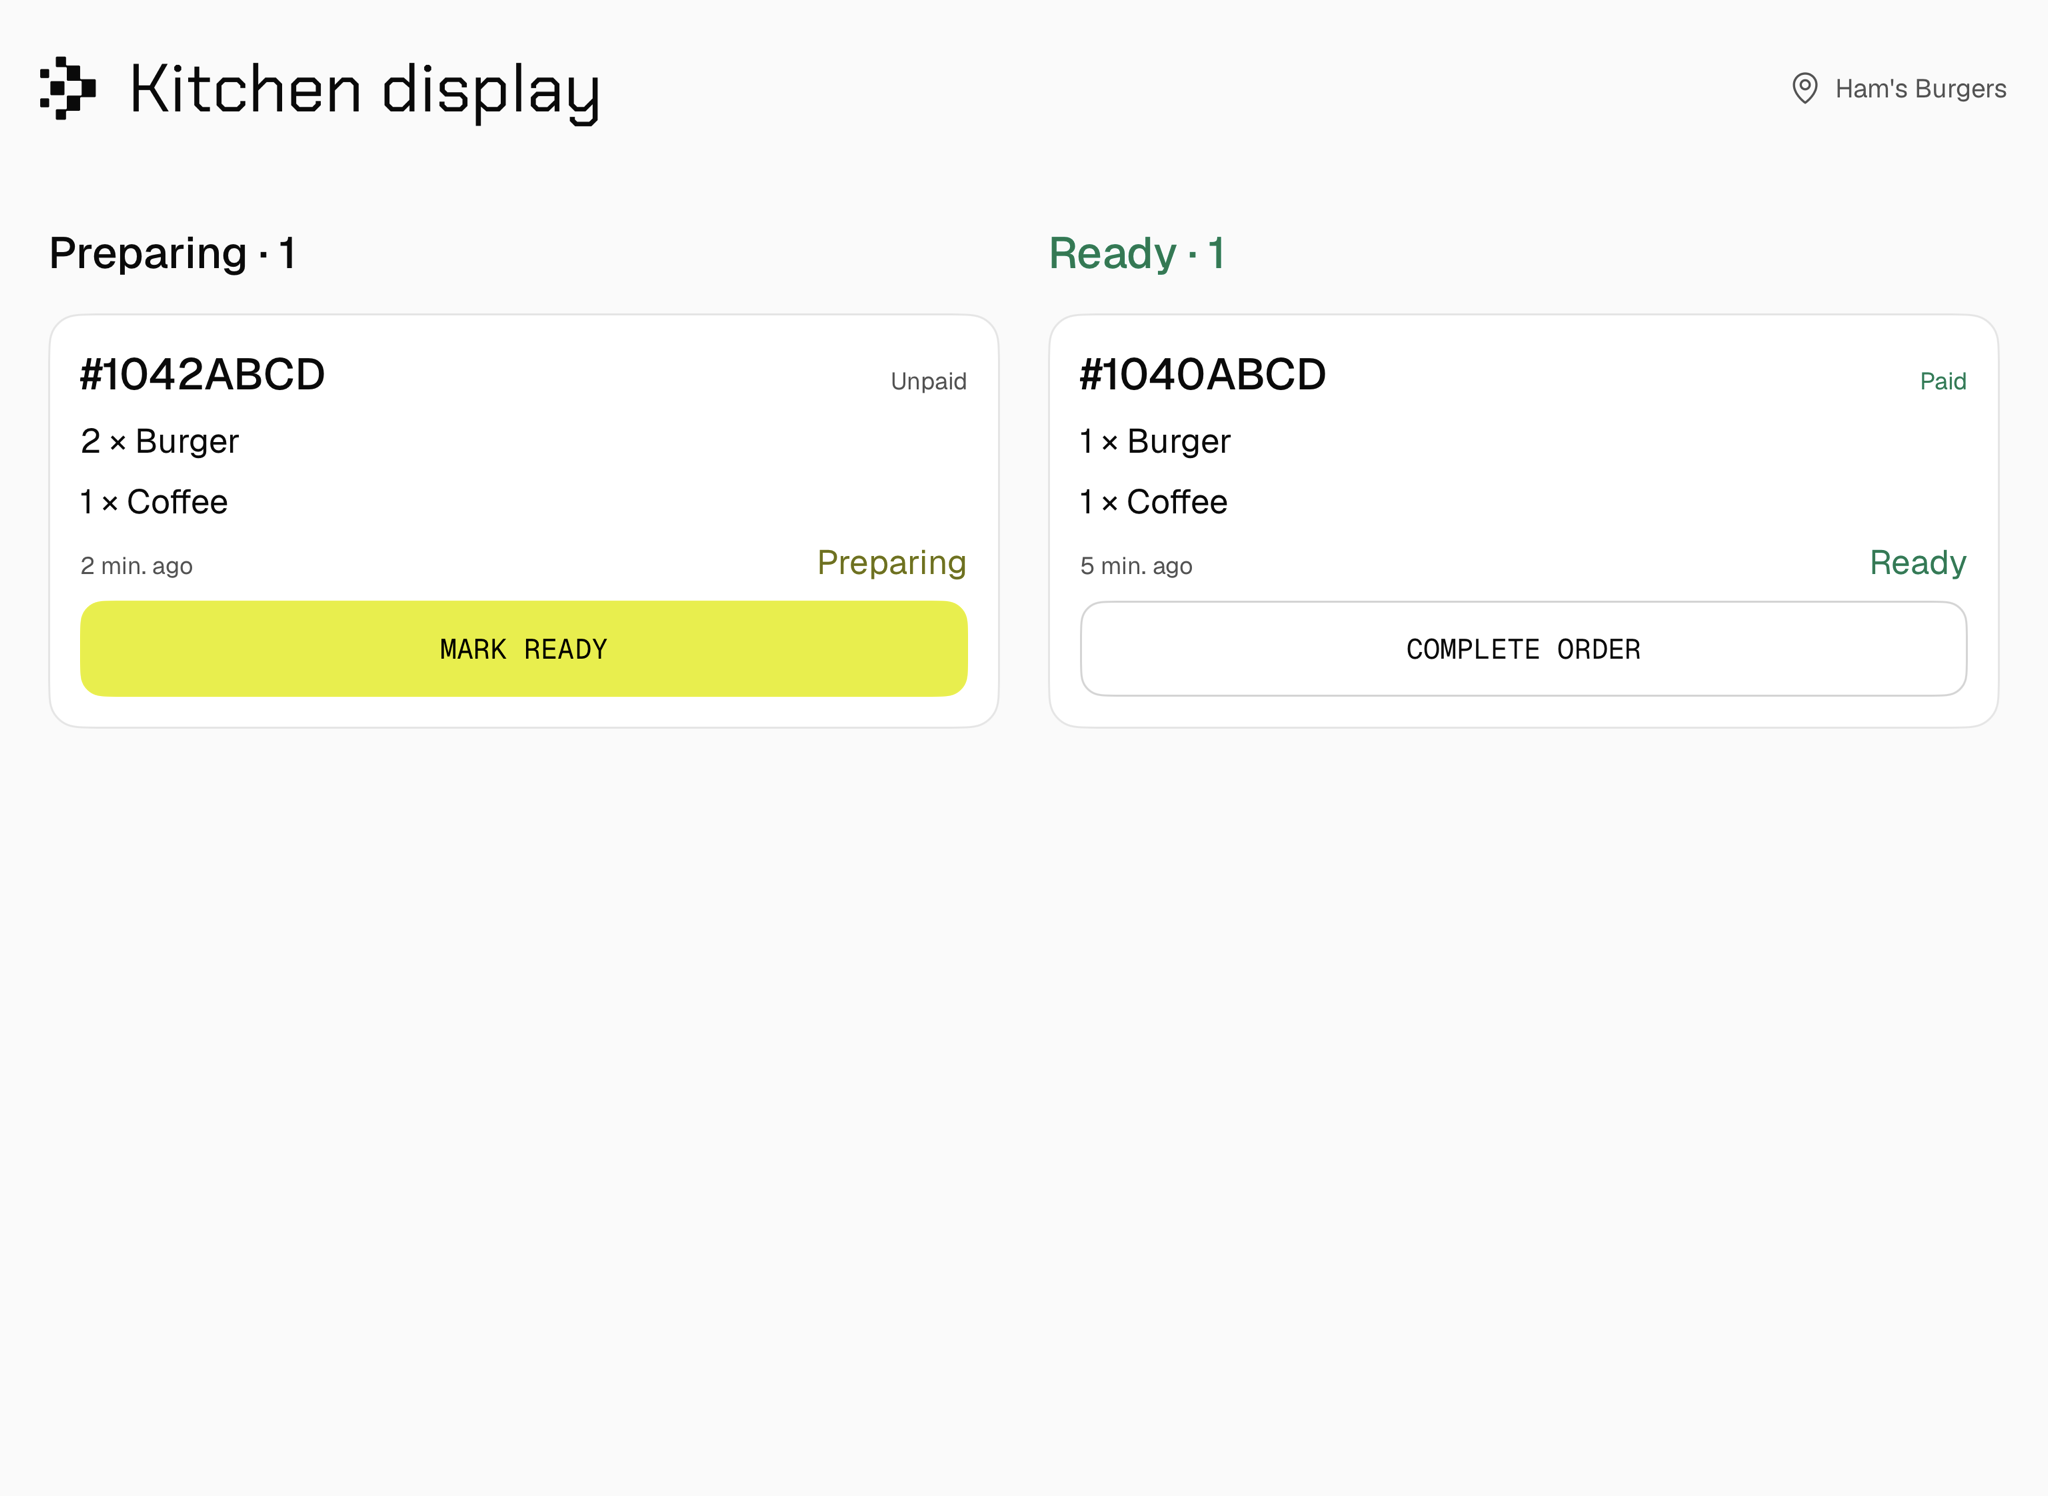 Kitchen display
Ham's Burgers
Preparing · 1
#1042ABCD
Unpaid
2 × Burger
1 × Coffee
2 min. ago
Preparing
MARK READY
Ready · 1
#1040ABCD
Paid
1 × Burger
1 × Coffee
5 min. ago
Ready
COMPLETE ORDER